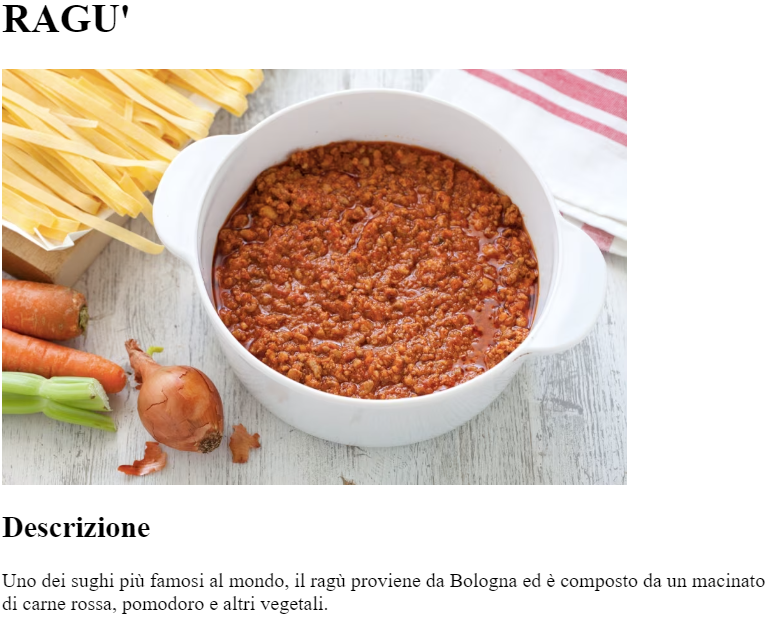 RAGU'
Descrizione
Uno dei sughi più famosi al mondo, il ragù proviene da Bologna ed è composto da un macinato
di carne rossa, pomodoro e altri vegetali.